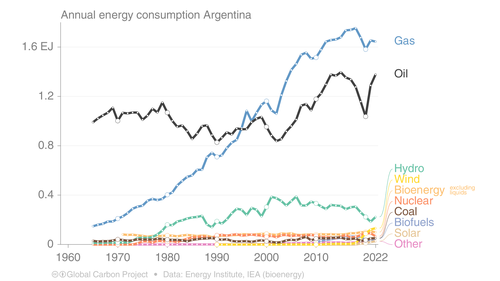 Annual energy consumption Argentina
1.6 EJ
1.2
0.8
0.4
0
1960
1970
1980
1990
2000
2010
2022
Gas
Oil
Hydro
Wind
Bioenergy excluding liquids
Nuclear
Coal
Biofuels
Solar
Other
Global Carbon Project • Data: Energy Institute, IEA (bioenergy)